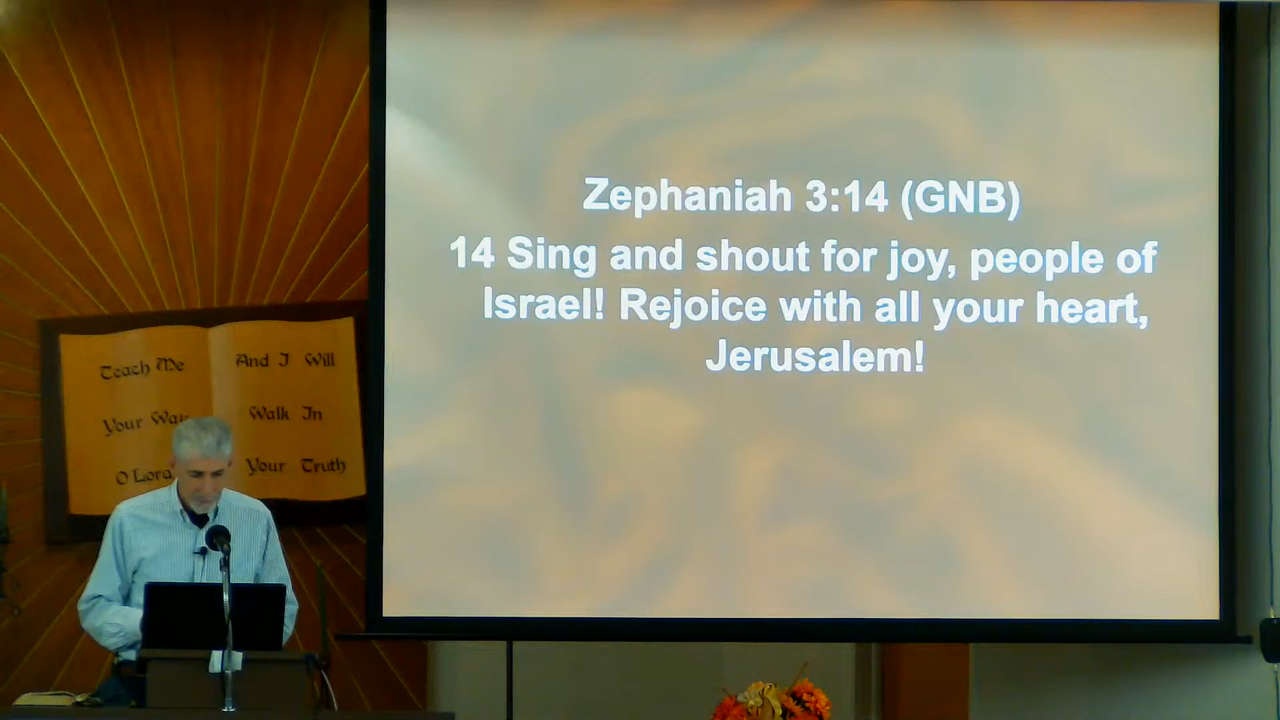 Zephaniah 3:14 (GNB)
14 Sing and shout for joy, people of
Israel! Rejoice with all your heart,
Jerusalem!
Teach Me
Your Way
O Lord
And I Will
Walk In
Your Truth